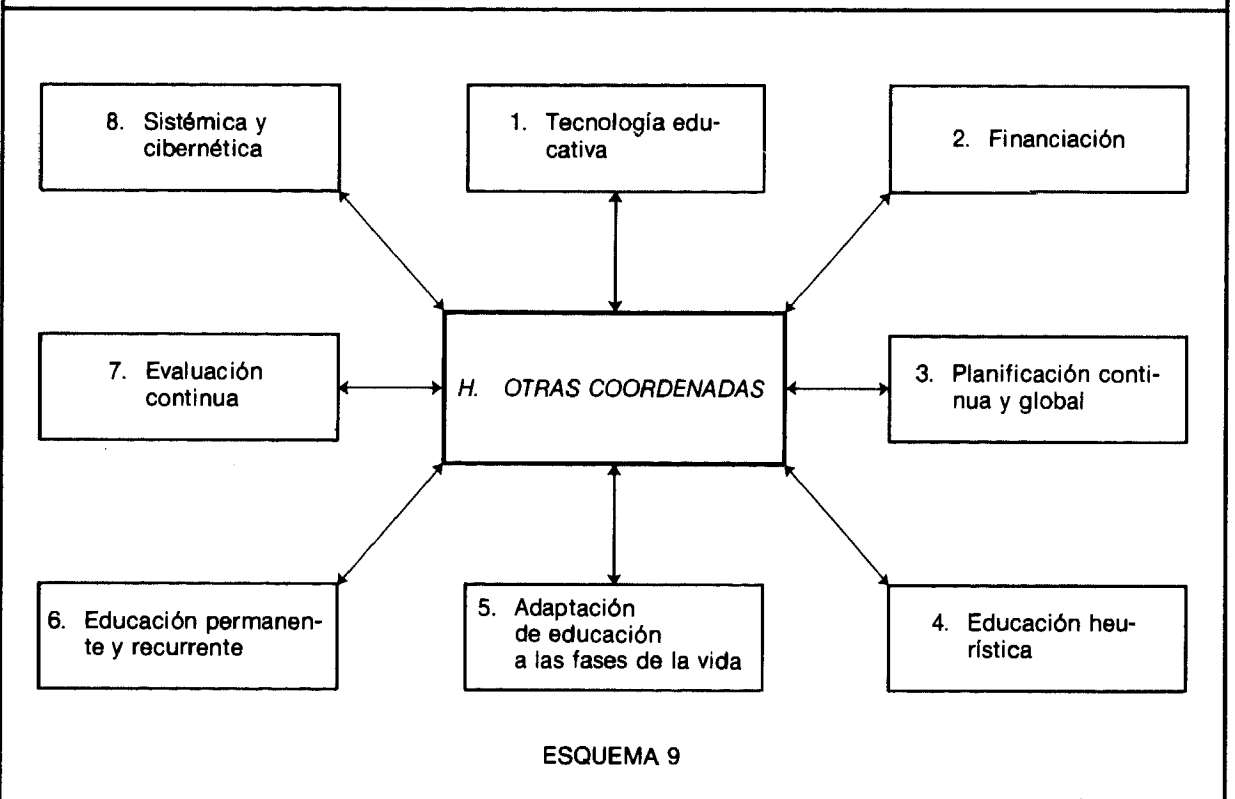 8. Sistémica y
cibernética
1. Tecnología edu-
cativa
2. Financiación
7. Evaluación
continua
H. OTRAS COORDENADAS
3. Planificación conti-
nua y global
6. Educación permanen-
te y recurrente
5. Adaptación
de educación
a las fases de la vida
4. Educación heu-
rística
ESQUEMA 9